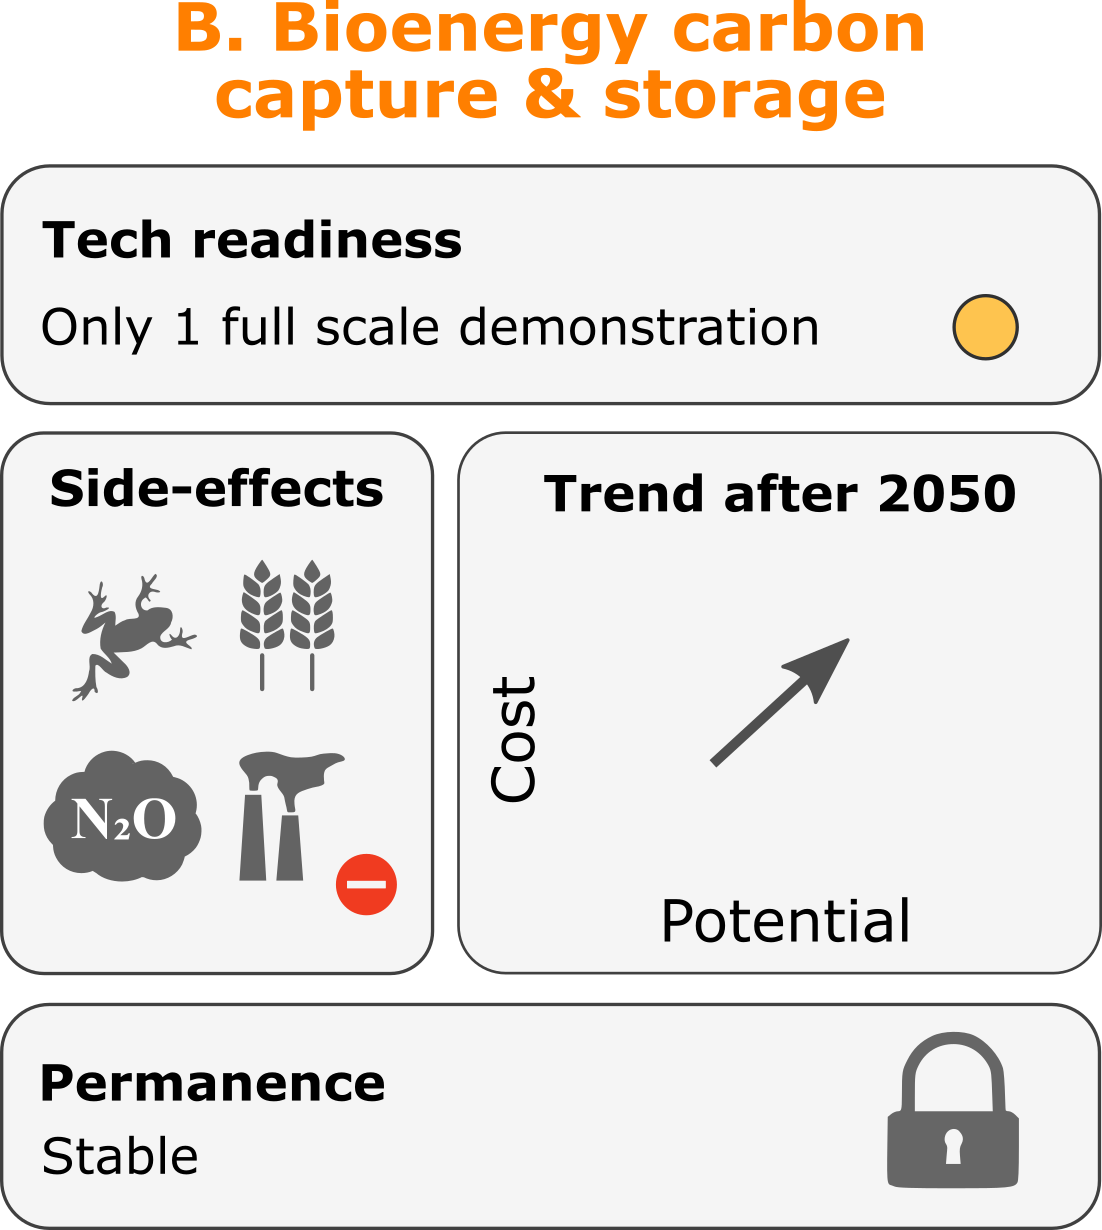 B. Bioenergy carbon
capture & storage
Tech readiness
Only 1 full scale demonstration
Side-effects
N₂O
Trend after 2050
Cost
Potential
Permanence
Stable